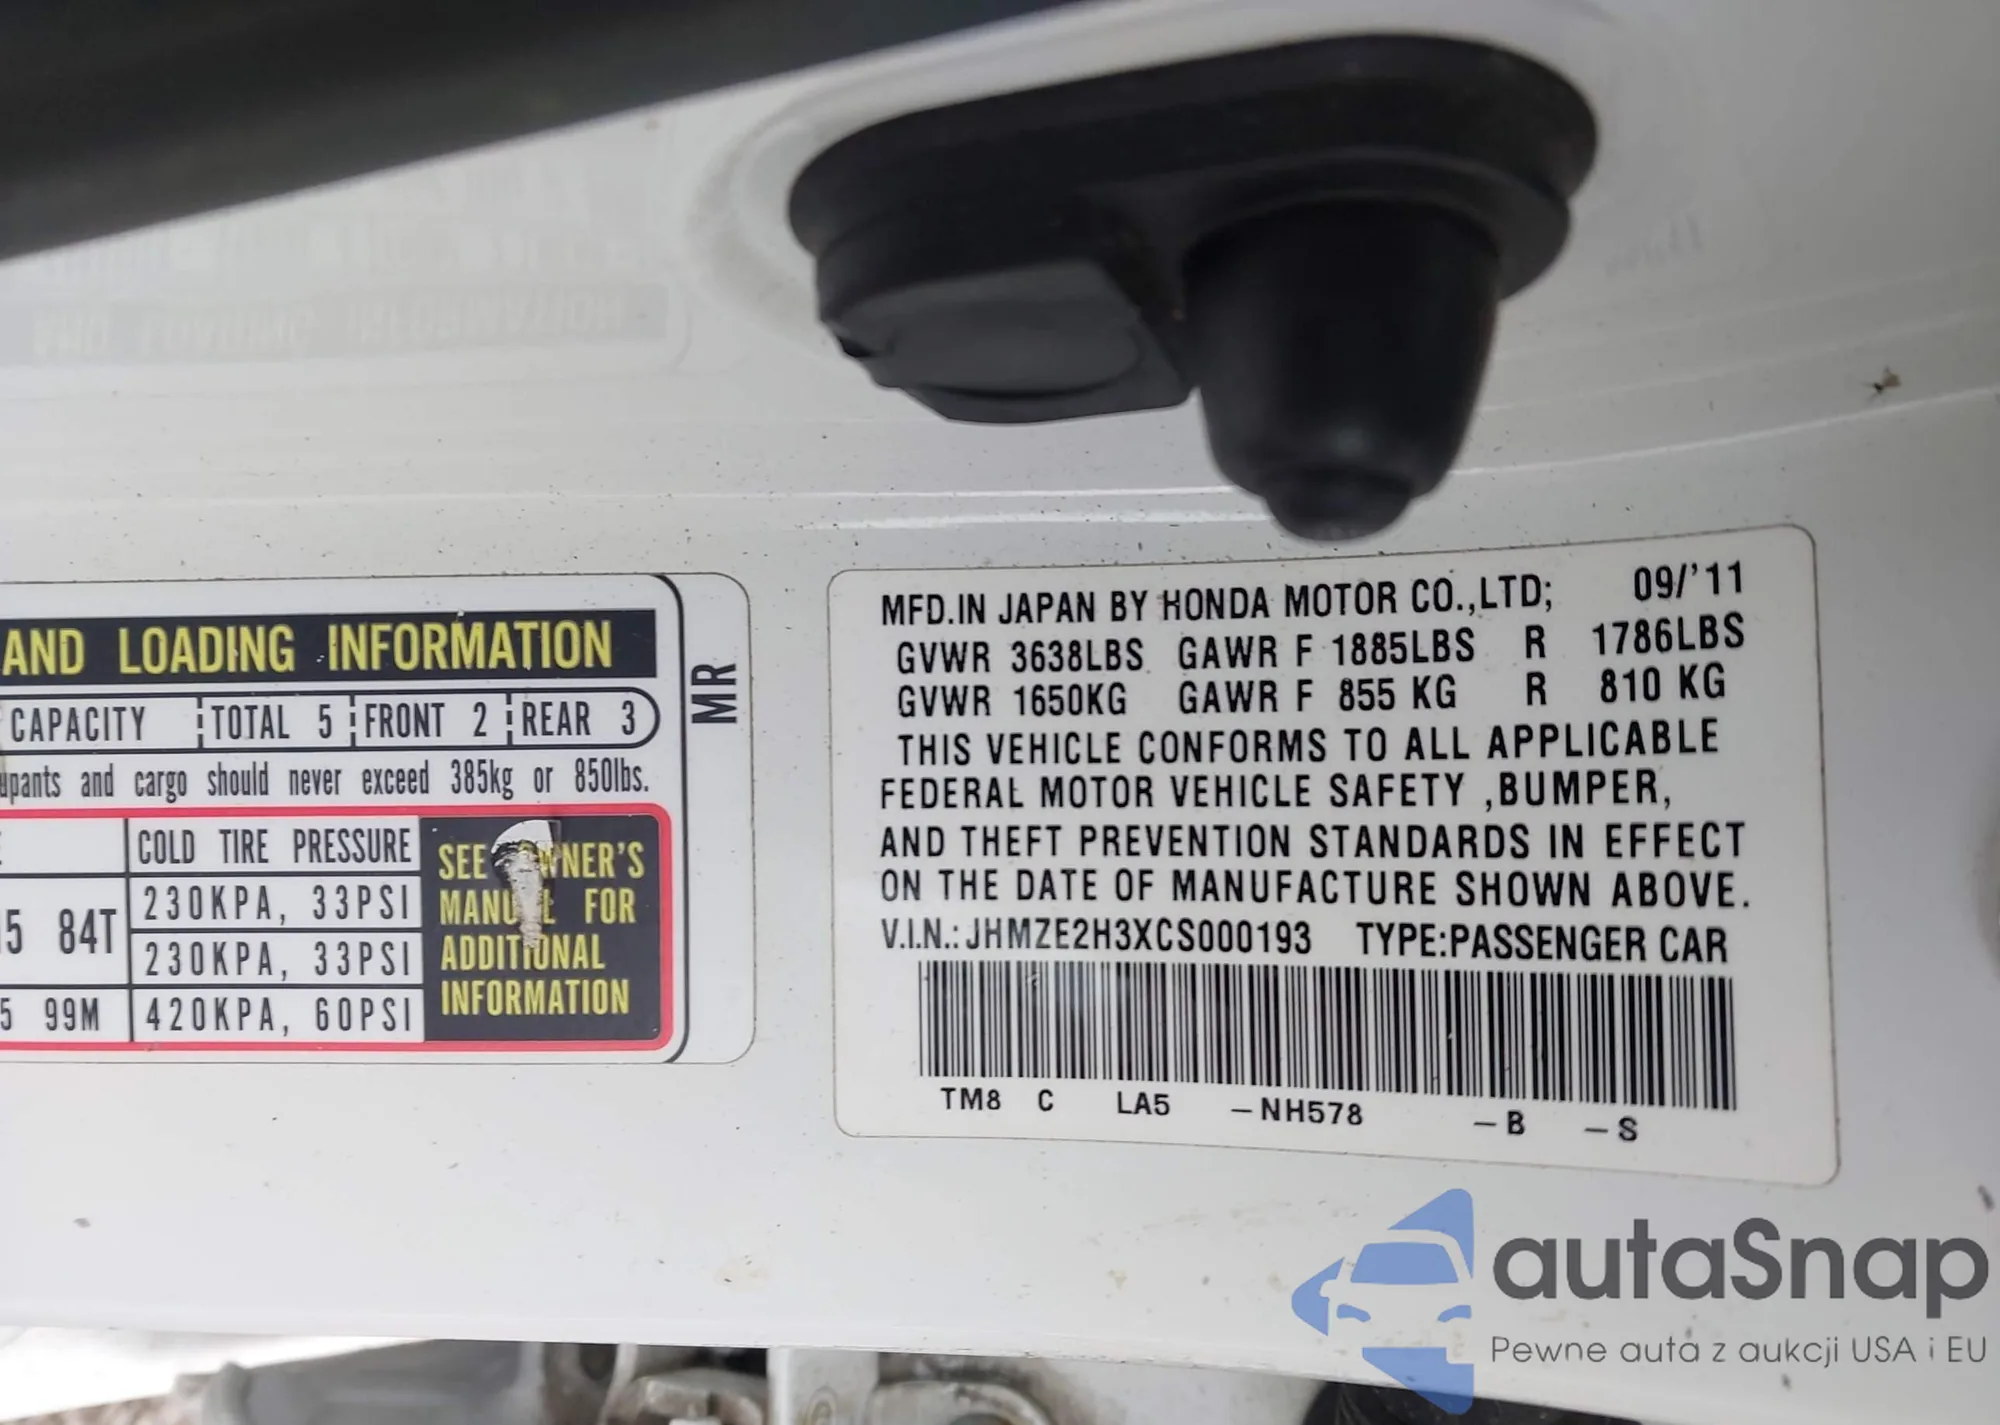 AND LOADING INFORMATION
CAPACITY TOTAL 5 FRONT 2 REAR 3
and cargo should never exceed 385kg or 850lbs.
COLD TIRE PRESSURE
5 84T 230KPA, 33PSI
230KPA, 33PSI
5 99M 420KPA, 60PSI
SEE OWNER'S
MANUAL FOR
ADDITIONAL
INFORMATION
MR
MFD.IN JAPAN BY HONDA MOTOR CO.,LTD; 09/'11
GVWR 3638LBS GAWR F 1885LBS R 1786LBS
GVWR 1650KG GAWR F 855 KG R 810 KG
THIS VEHICLE CONFORMS TO ALL APPLICABLE
FEDERAL MOTOR VEHICLE SAFETY ,BUMPER,
AND THEFT PREVENTION STANDARDS IN EFFECT
ON THE DATE OF MANUFACTURE SHOWN ABOVE.
V.I.N.: JHMZE2H3XCS000193 TYPE:PASSENGER CAR
TM8 C LA5 -NH578 -B -S
autaSnap
Pewne auta z aukcji USA i EU